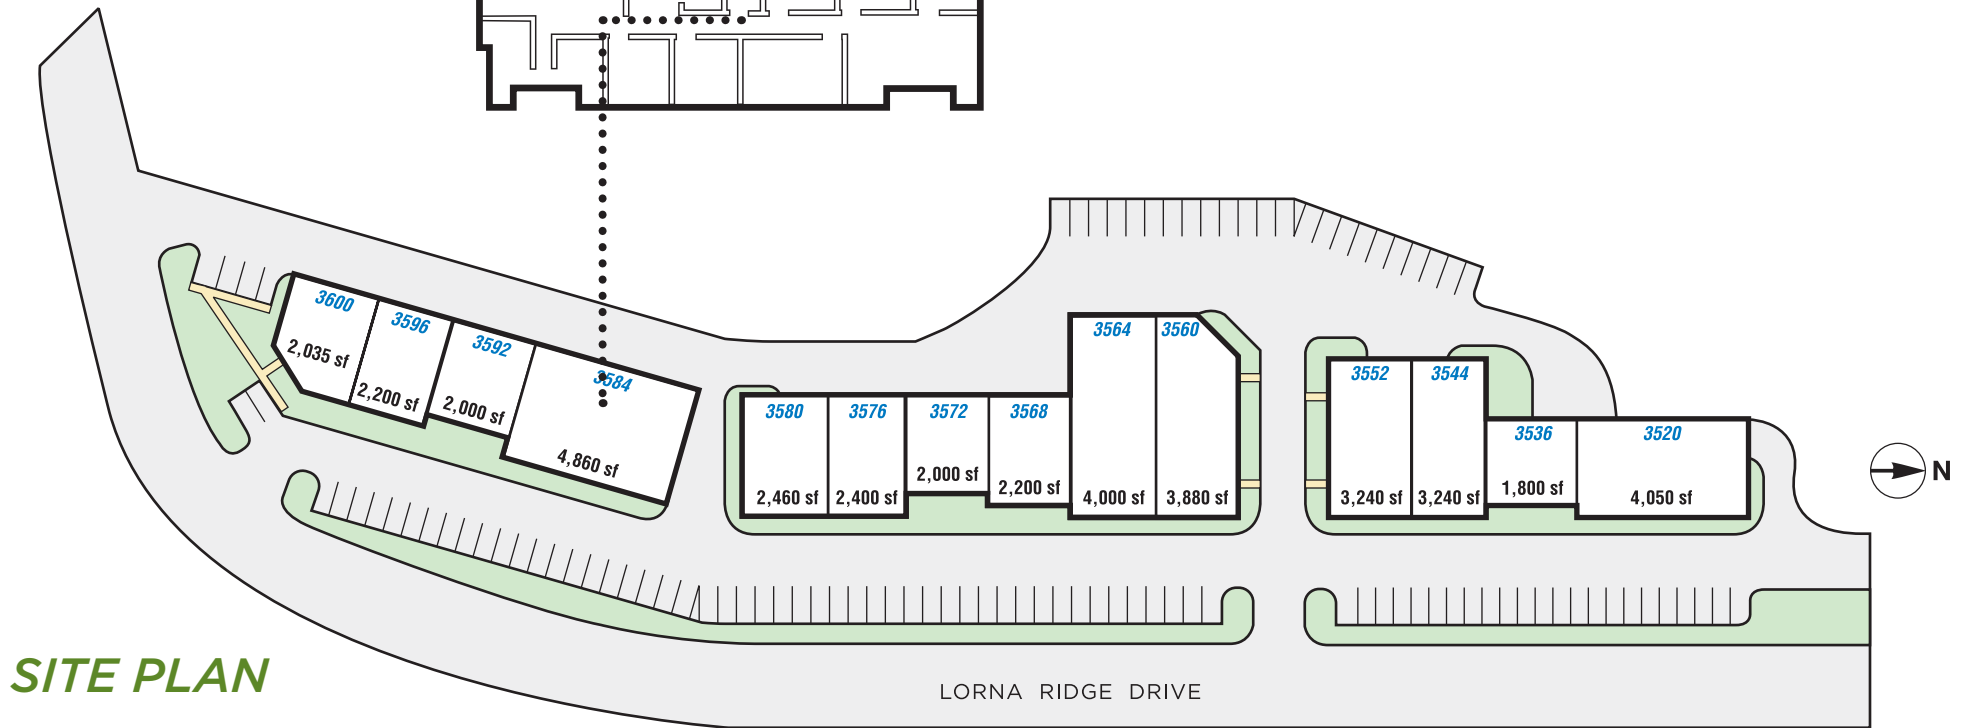 3600
2,035 sf
3596
2,200 sf
3592
2,000 sf
3584
4,860 sf
3580
2,460 sf
3576
2,400 sf
3572
2,000 sf
3568
2,200 sf
3564
4,000 sf
3560
3,880 sf
3552
3,240 sf
3544
3,240 sf
3536
1,800 sf
3520
4,050 sf
N
SITE PLAN
LORNA RIDGE DRIVE